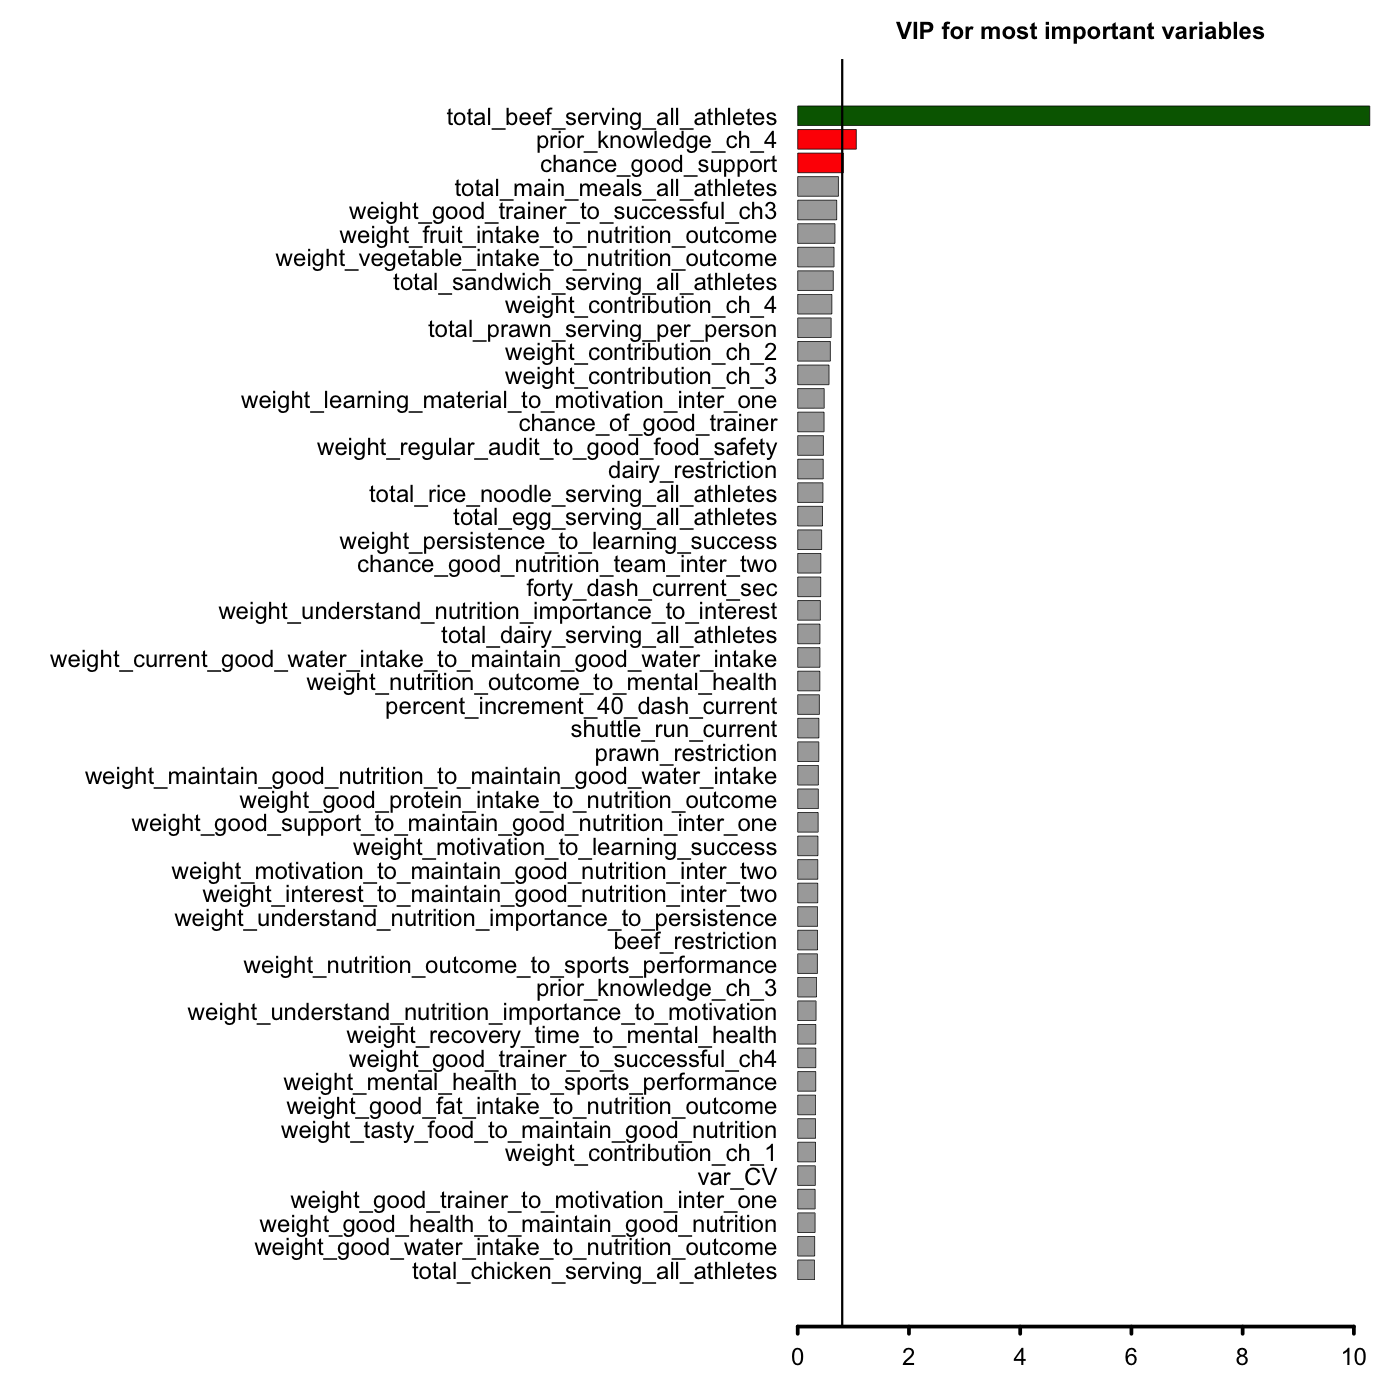 VIP for most important variables
total_beef_serving_all_athletes
prior_knowledge_ch_4
chance_good_support
total_main_meals_all_athletes
weight_good_trainer_to_successful_ch3
weight_fruit_intake_to_nutrition_outcome
weight_vegetable_intake_to_nutrition_outcome
total_sandwich_serving_all_athletes
weight_contribution_ch_4
total_prawn_serving_per_person
weight_contribution_ch_2
weight_contribution_ch_3
weight_learning_material_to_motivation_inter_one
chance_of_good_trainer
weight_regular_audit_to_good_food_safety
dairy_restriction
total_rice_noodle_serving_all_athletes
total_egg_serving_all_athletes
weight_persistence_to_learning_success
chance_good_nutrition_team_inter_two
forty_dash_current_sec
weight_understand_nutrition_importance_to_interest
total_dairy_serving_all_athletes
weight_current_good_water_intake_to_maintain_good_water_intake
weight_nutrition_outcome_to_mental_health
percent_increment_40_dash_current
shuttle_run_current
prawn_restriction
weight_maintain_good_nutrition_to_maintain_good_water_intake
weight_good_protein_intake_to_nutrition_outcome
weight_good_support_to_maintain_good_nutrition_inter_one
weight_motivation_to_learning_success
weight_motivation_to_maintain_good_nutrition_inter_two
weight_interest_to_maintain_good_nutrition_inter_two
weight_understand_nutrition_importance_to_persistence
beef_restriction
weight_nutrition_outcome_to_sports_performance
prior_knowledge_ch_3
weight_understand_nutrition_importance_to_motivation
weight_recovery_time_to_mental_health
weight_good_trainer_to_successful_ch4
weight_mental_health_to_sports_performance
weight_good_fat_intake_to_nutrition_outcome
weight_tasty_food_to_maintain_good_nutrition
weight_contribution_ch_1
var_CV
weight_good_trainer_to_motivation_inter_one
weight_good_health_to_maintain_good_nutrition
weight_good_water_intake_to_nutrition_outcome
total_chicken_serving_all_athletes
0 2 4 6 8 10